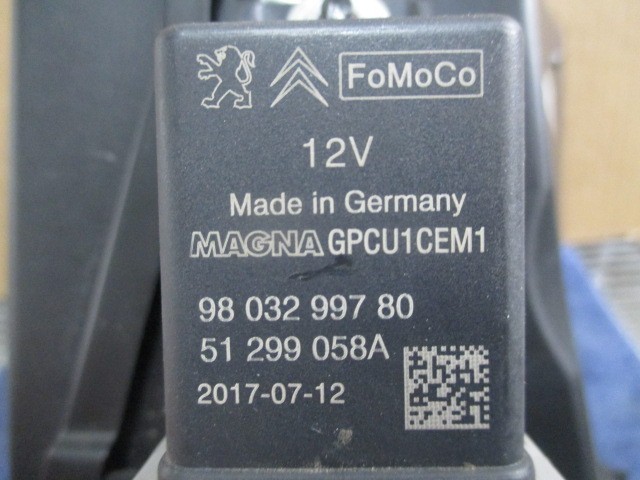 FoMoCo
12V
Made in Germany
MAGNA GPCU1CEM1
98 032 997 80
51 299 058A
2017-07-12